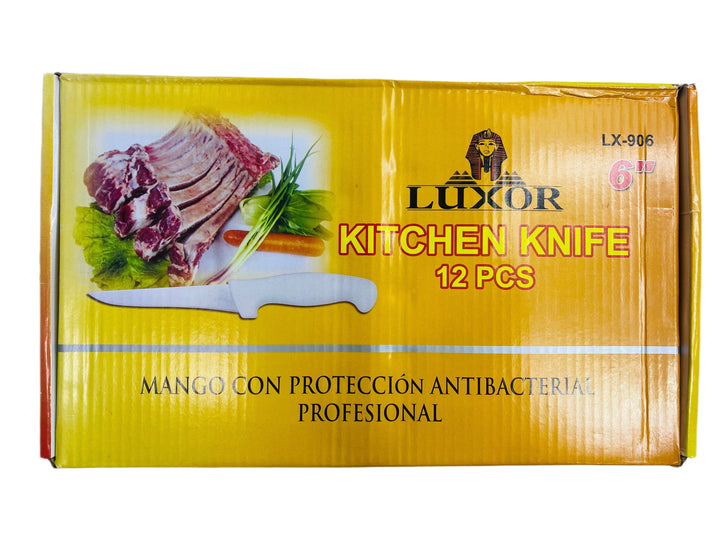 LX-906
6"
LUXOR
KITCHEN KNIFE
12 PCS
MANGO CON PROTECCIÓN ANTIBACTERIAL
PROFESIONAL